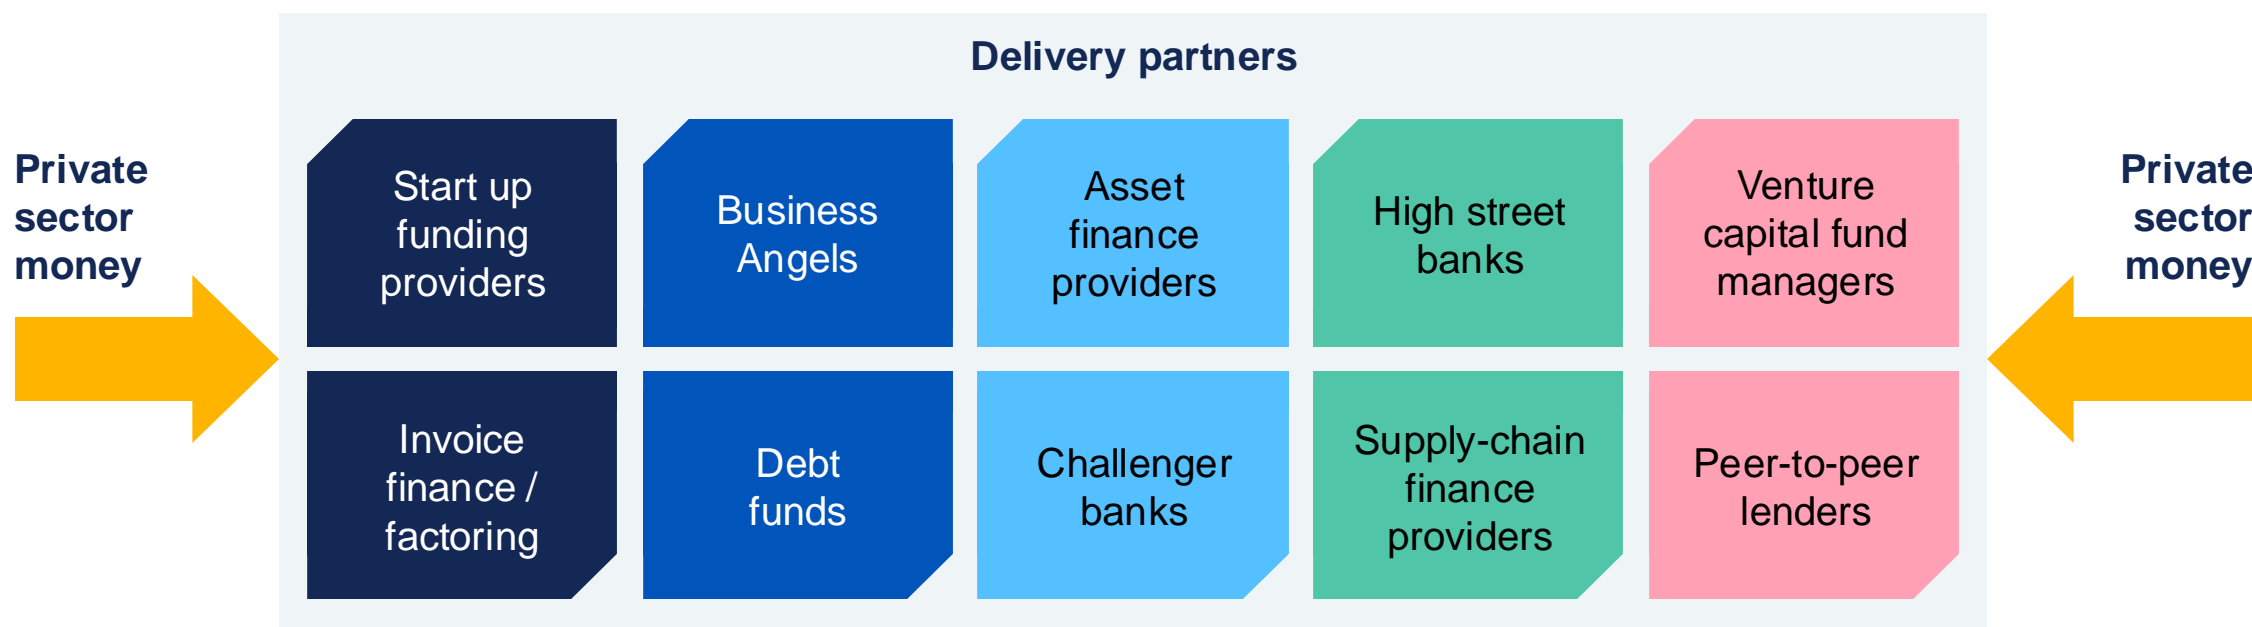 Delivery partners
Private
sector
money
Start up
funding
providers
Business
Angels
Asset
finance
providers
High street
banks
Venture
capital fund
managers
Private
sector
money
Invoice
finance /
factoring
Debt
funds
Challenger
banks
Supply-chain
finance
providers
Peer-to-peer
lenders